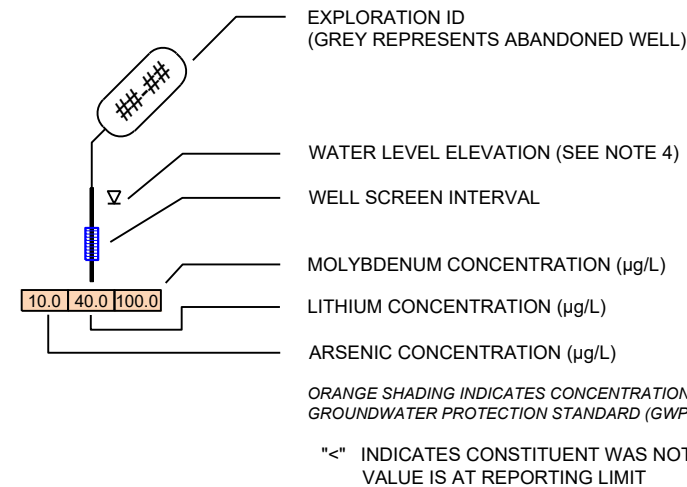 EXPLORATION ID
(GREY REPRESENTS ABANDONED WELL)
##-##
WATER LEVEL ELEVATION (SEE NOTE 4)
WELL SCREEN INTERVAL
MOLYBDENUM CONCENTRATION (µg/L)
10.0 40.0 100.0
LITHIUM CONCENTRATION (µg/L)
ARSENIC CONCENTRATION (µg/L)
ORANGE SHADING INDICATES CONCENTRATION
GROUNDWATER PROTECTION STANDARD (GWP
"<" INDICATES CONSTITUENT WAS NOT
VALUE IS AT REPORTING LIMIT